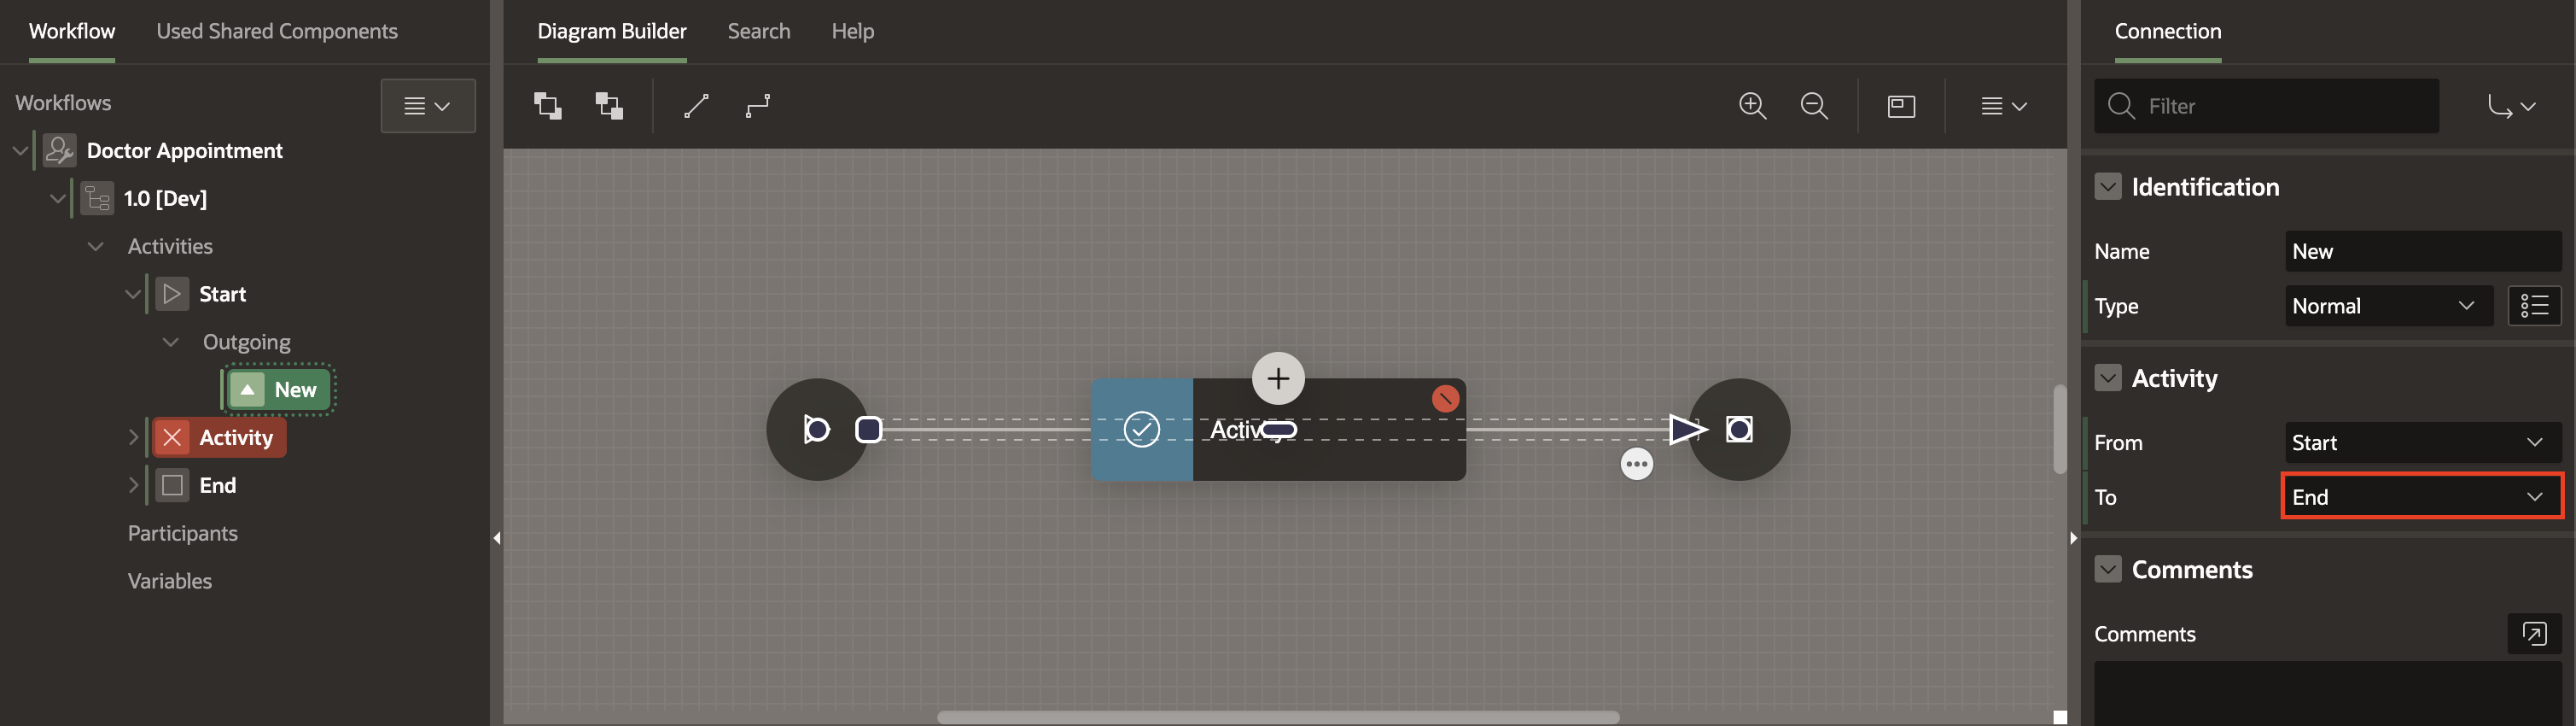 Workflow Used Shared Components
Workflows
Doctor Appointment
1.0 [Dev]
Activities
Start
Outgoing
New
Activity
End
Participants
Variables
Diagram Builder Search Help
Activity
Connection
Filter
Identification
Name New
Type Normal
Activity
From Start
To End
Comments
Comments